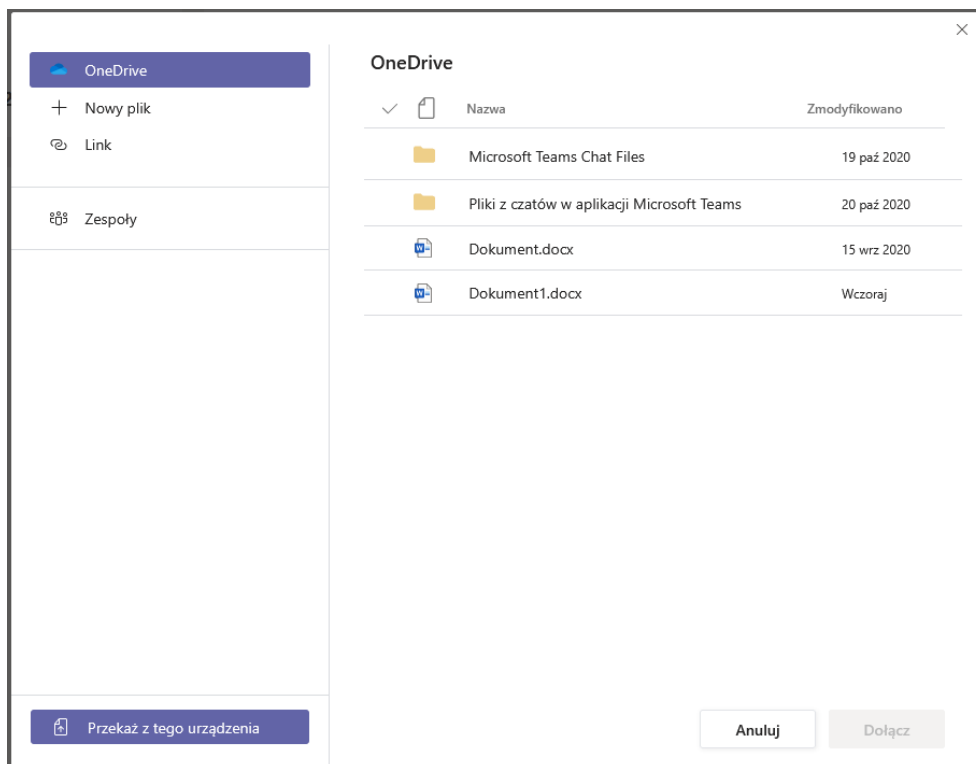 OneDrive
Nowy plik
Link
Zespoły
Przekaż z tego urządzenia
OneDrive
Nazwa Zmodyfikowano
Microsoft Teams Chat Files 19 paź 2020
Pliki z czatów w aplikacji Microsoft Teams 20 paź 2020
Dokument.docx 15 wrz 2020
Dokument1.docx Wczoraj
Anuluj Dołącz